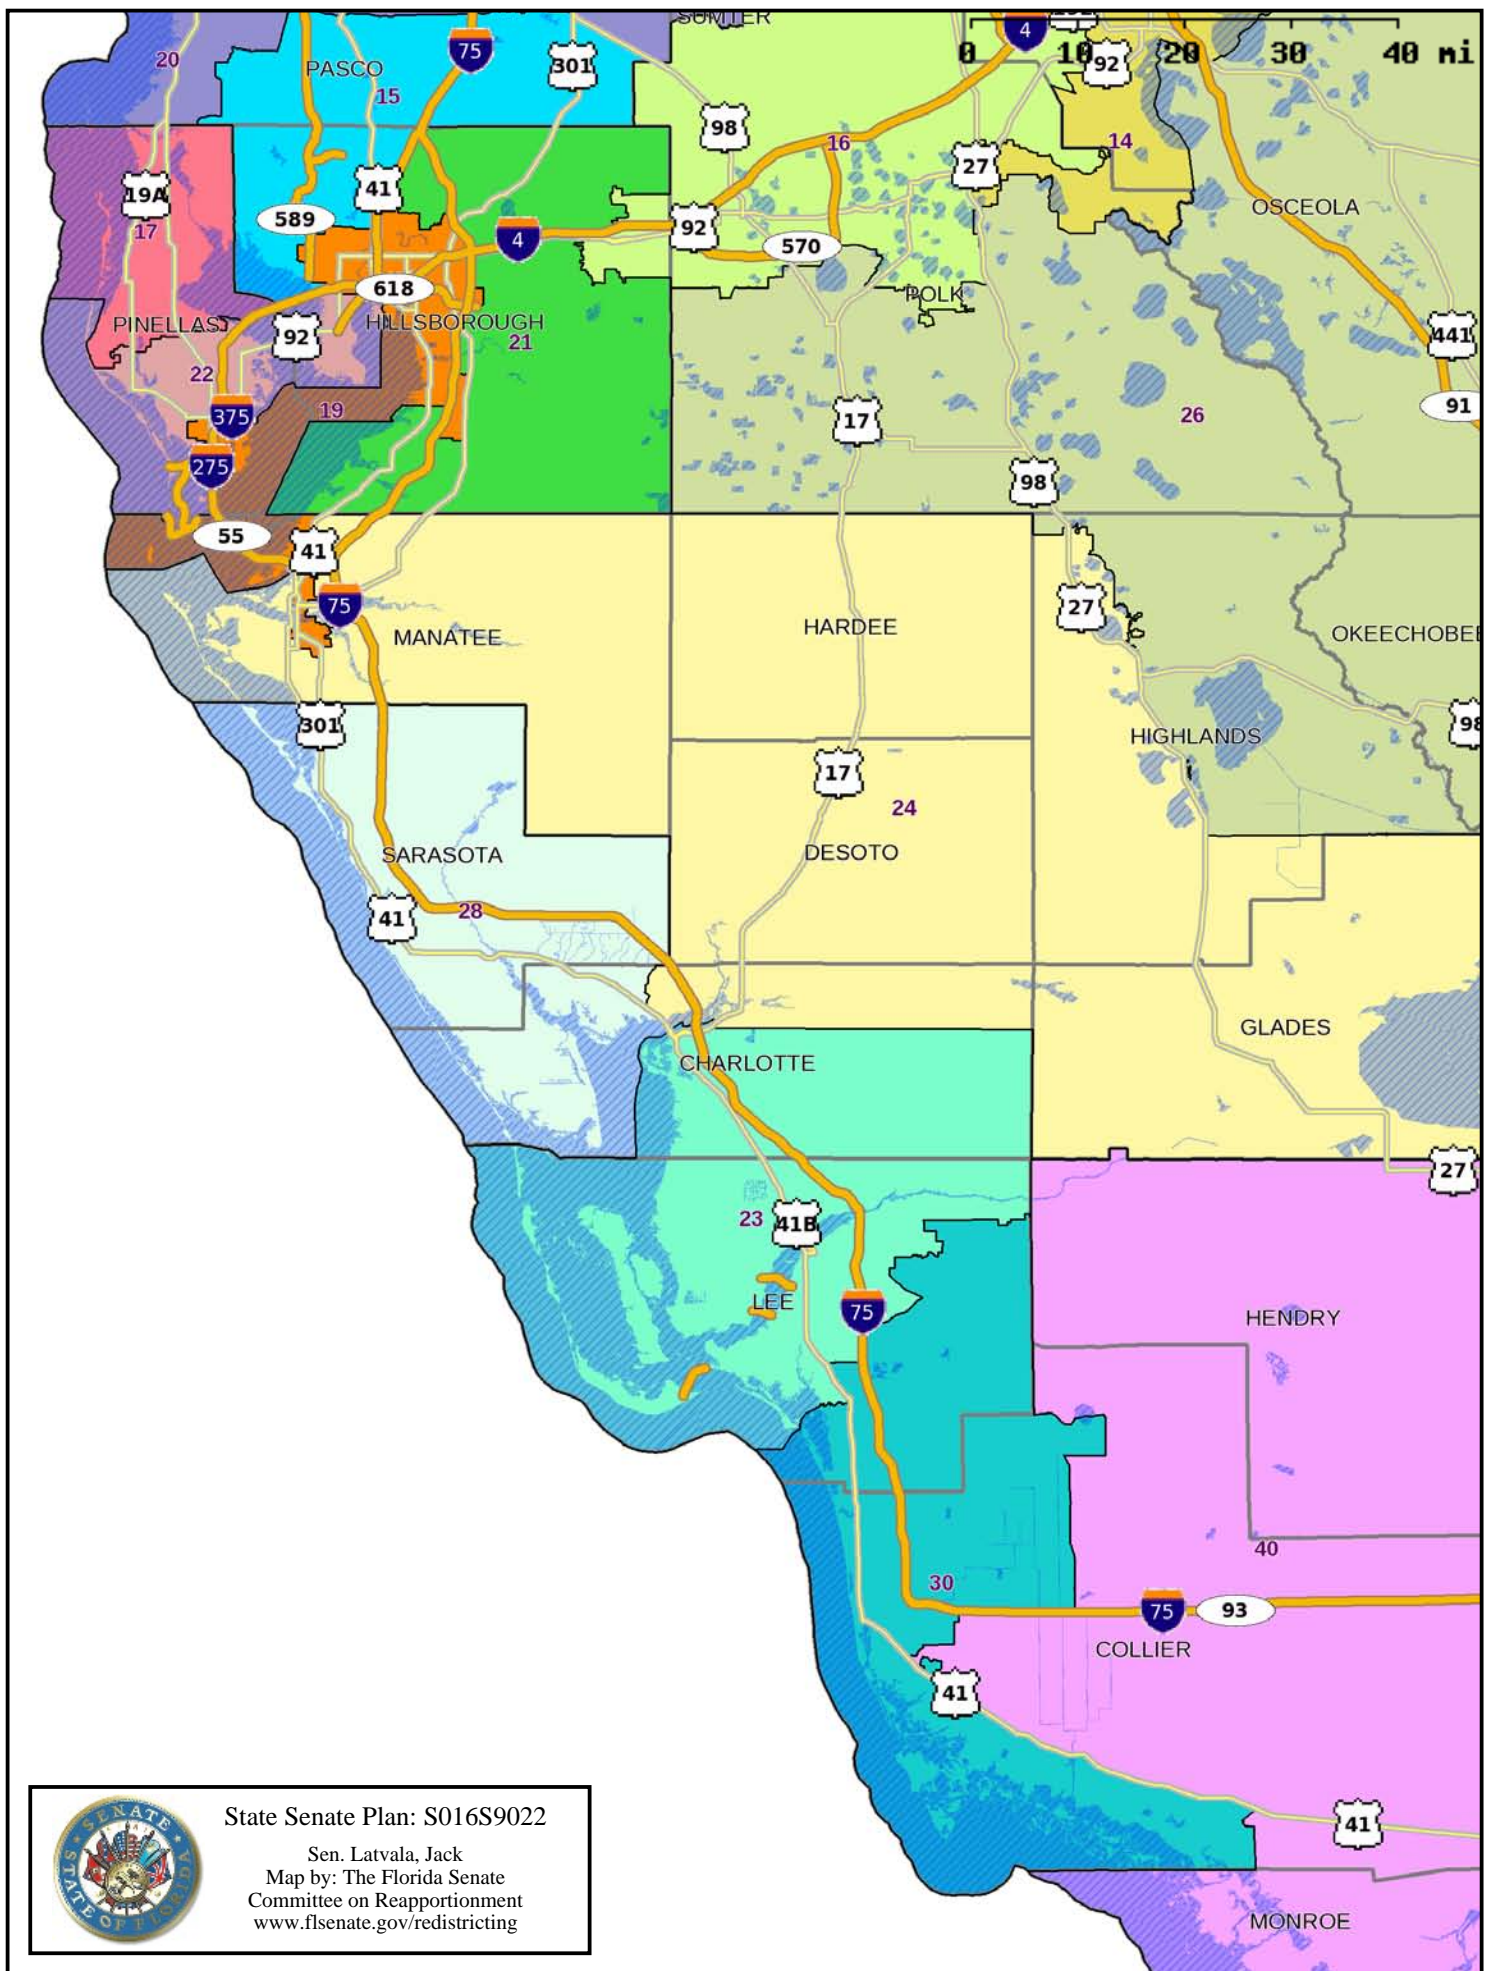 SUMTER
4
92
0 10 20 30 40 mi
20
PASCO
15
75
301
98
16
27
14
OSCEOLA
19A
17
589
41
4
92
570
618
POLK
PINELLAS
92
HILLSBOROUGH
21
441
22
375
19
17
26
91
275
98
55
41
75
27
MANATEE
HARDEE
OKEECHOBEE
301
HIGHLANDS
98
17
24
SARASOTA
DESOTO
41
28
GLADES
CHARLOTTE
27
23
41B
LEE
75
HENDRY
40
30
75
93
COLLIER
41
41
MONROE
SENATE
STATE OF FLORIDA
State Senate Plan: S016S9022
Sen. Latvala, Jack
Map by: The Florida Senate
Committee on Reapportionment
www.flsenate.gov/redistricting